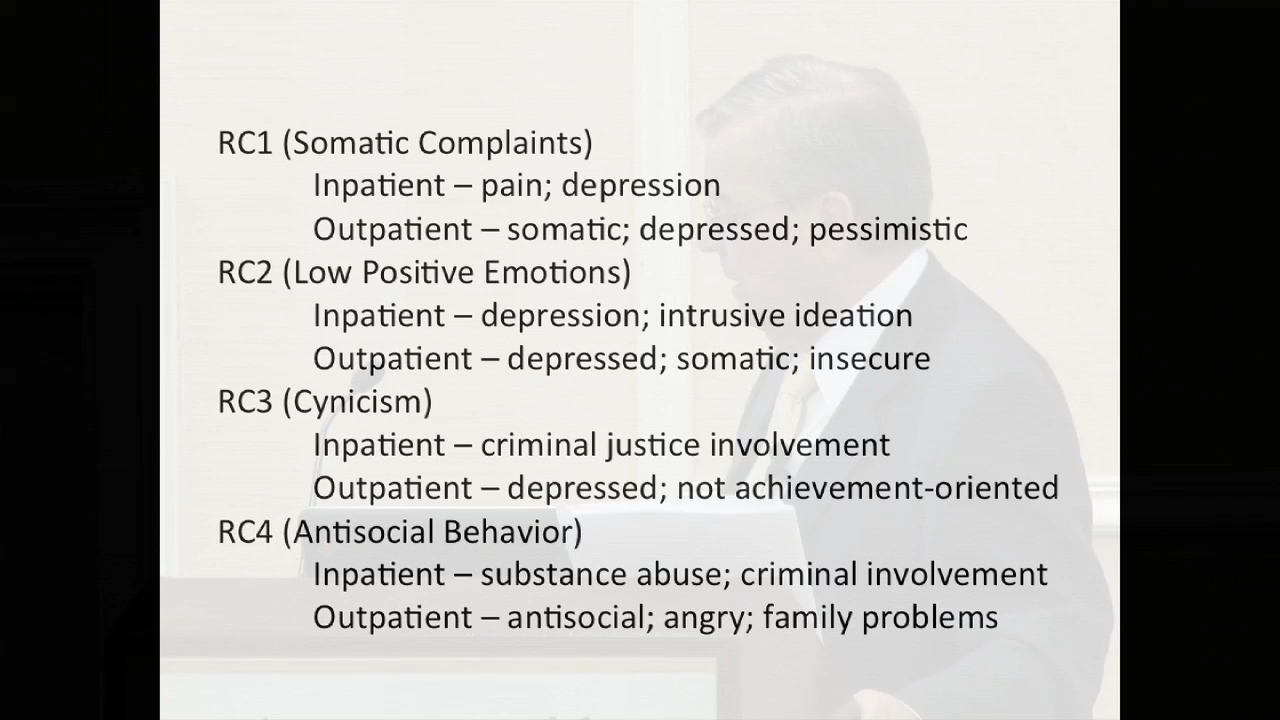 RC1 (Somatic Complaints)
Inpatient – pain; depression
Outpatient – somatic; depressed; pessimistic
RC2 (Low Positive Emotions)
Inpatient – depression; intrusive ideation
Outpatient – depressed; somatic; insecure
RC3 (Cynicism)
Inpatient – criminal justice involvement
Outpatient – depressed; not achievement-oriented
RC4 (Antisocial Behavior)
Inpatient – substance abuse; criminal involvement
Outpatient – antisocial; angry; family problems